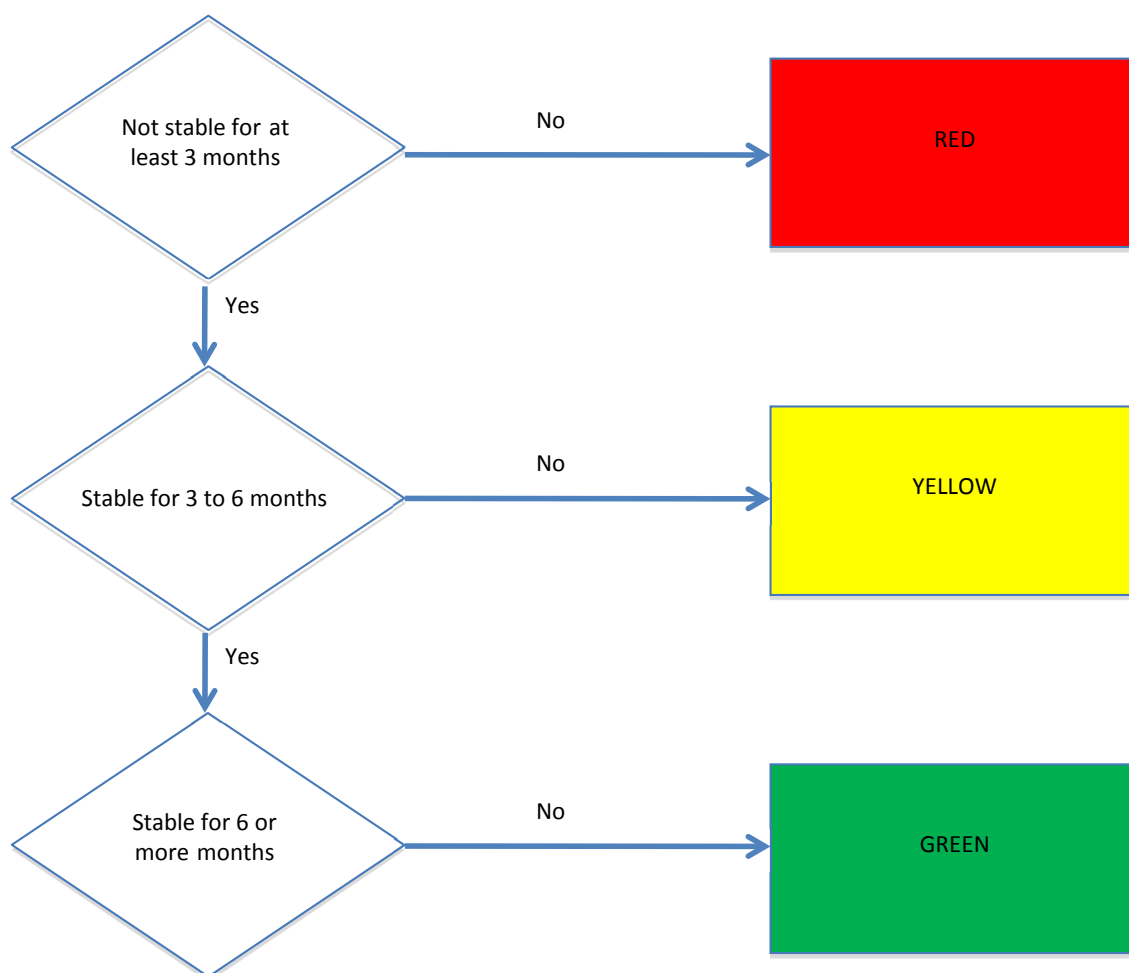 Not stable for at
least 3 months
No
RED
Yes
Stable for 3 to 6 months
No
YELLOW
Yes
Stable for 6 or
more months
No
GREEN